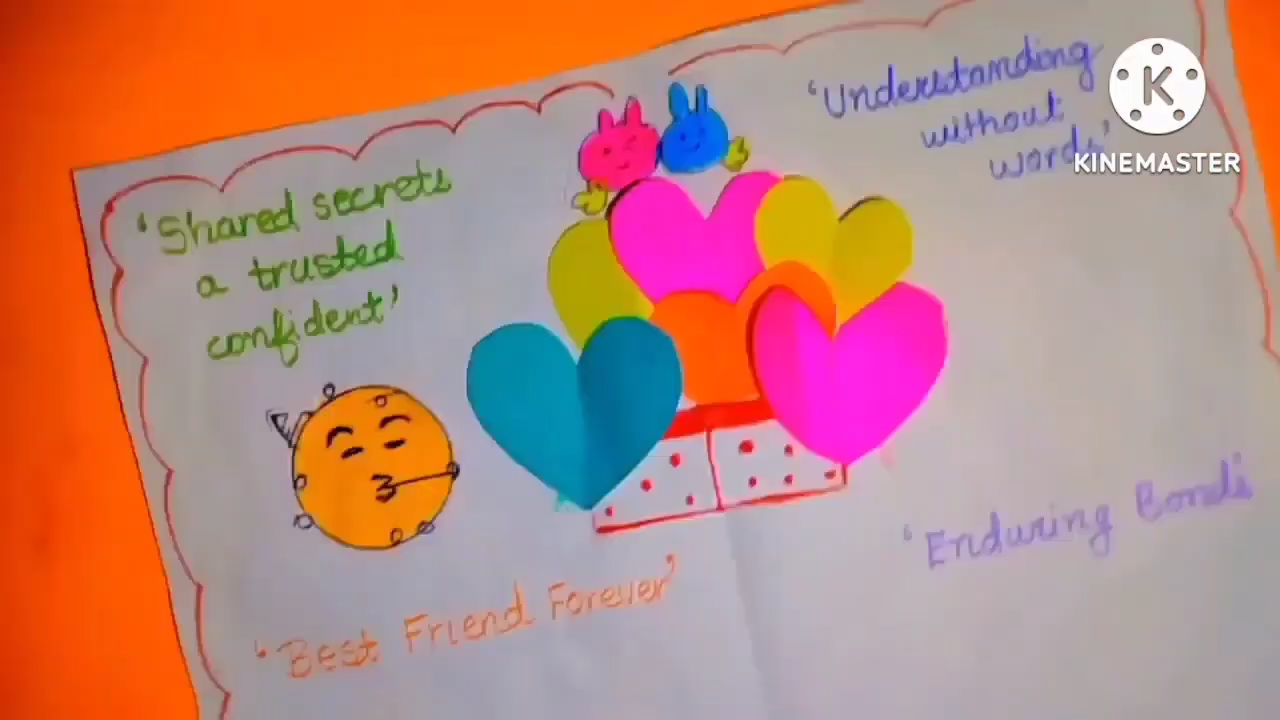 'Shared secrets
a trusted
confident'
'Understanding
without
words'
KINEMASTER
'Enduring Bonds'
'Best Friend Forever'